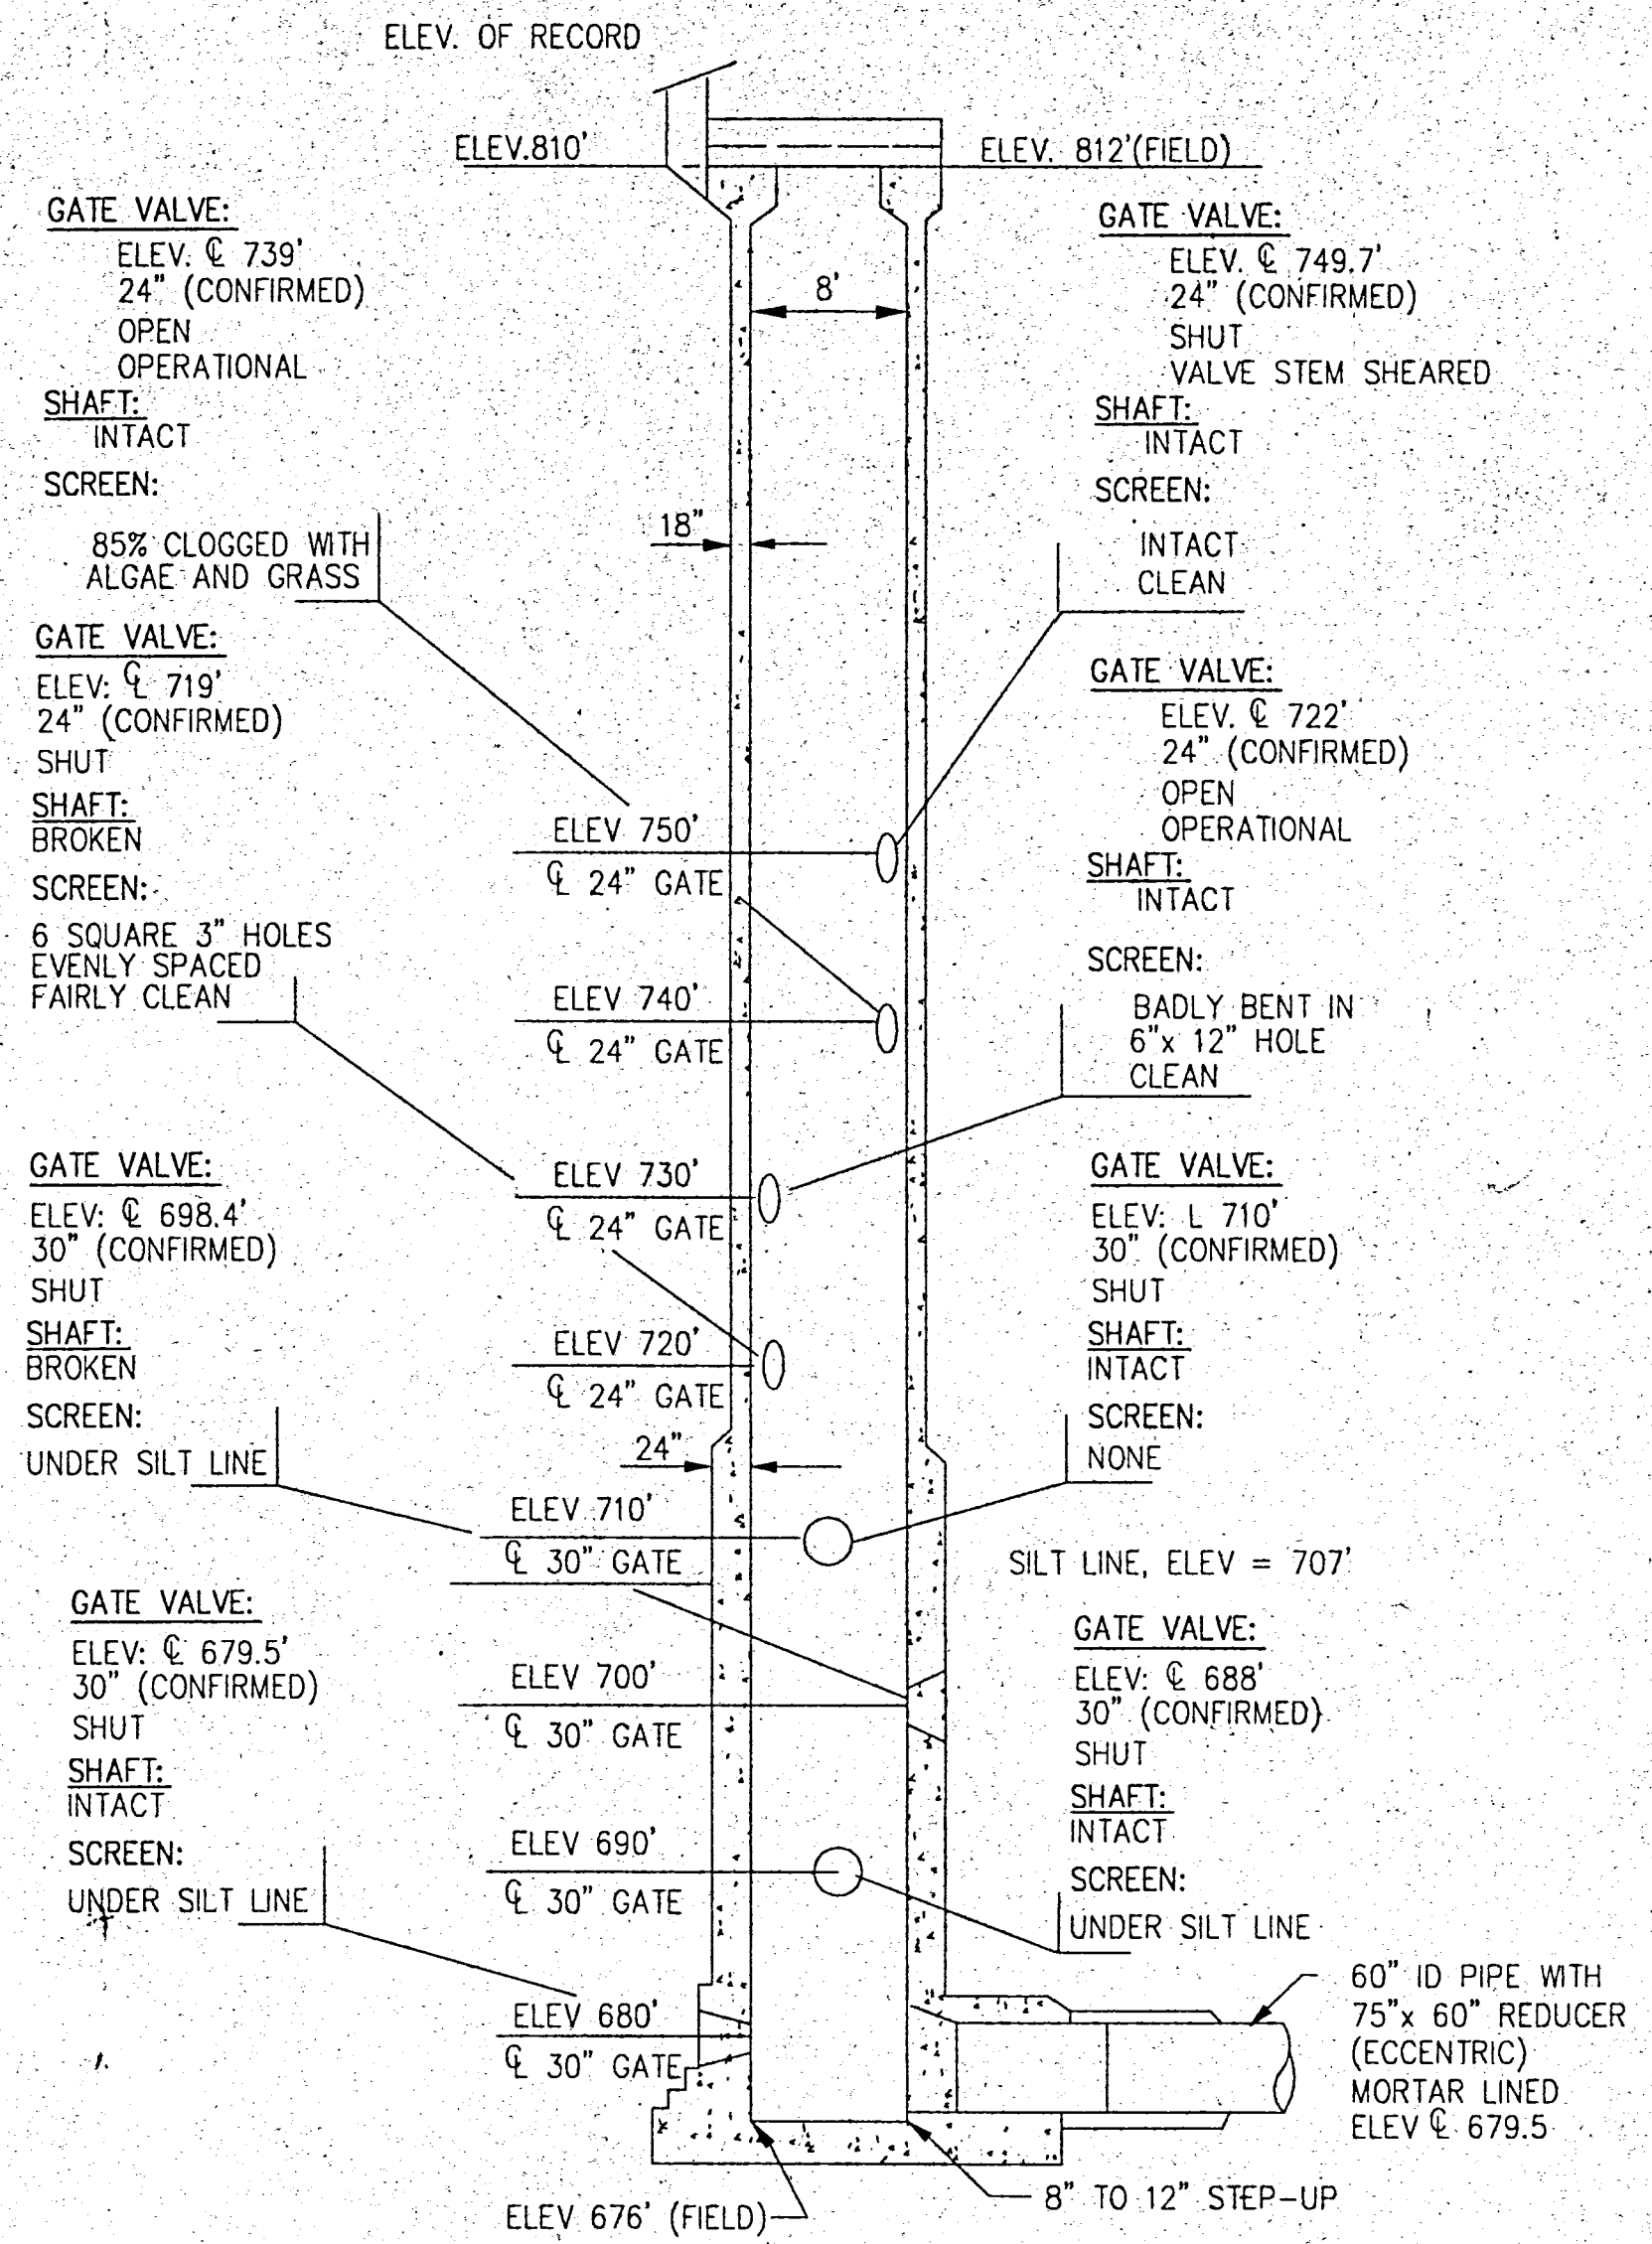 ELEV. OF RECORD
ELEV.810'
ELEV. 812'(FIELD)
GATE VALVE:
ELEV. ℄ 739'
24" (CONFIRMED)
OPEN
OPERATIONAL
SHAFT:
INTACT
SCREEN:
85% CLOGGED WITH
ALGAE AND GRASS
GATE VALVE:
ELEV: ℄ 719'
24" (CONFIRMED)
SHUT
SHAFT:
BROKEN
SCREEN:
6 SQUARE 3" HOLES
EVENLY SPACED
FAIRLY CLEAN
GATE VALVE:
ELEV: ℄ 698.4'
30" (CONFIRMED)
SHUT
SHAFT:
BROKEN
SCREEN:
UNDER SILT LINE
GATE VALVE:
ELEV: ℄ 679.5'
30" (CONFIRMED)
SHUT
SHAFT:
INTACT
SCREEN:
UNDER SILT LINE
8'
18"
ELEV 750'
℄ 24" GATE
ELEV 740'
℄ 24" GATE
ELEV 730'
℄ 24" GATE
ELEV 720'
℄ 24" GATE
24"
ELEV 710'
℄ 30" GATE
ELEV 700'
℄ 30" GATE
ELEV 690'
℄ 30" GATE
ELEV 680'
℄ 30" GATE
ELEV 676' (FIELD)
GATE VALVE:
ELEV. ℄ 749.7'
24" (CONFIRMED)
SHUT
VALVE STEM SHEARED
SHAFT:
INTACT
SCREEN:
INTACT
CLEAN
GATE VALVE:
ELEV. ℄ 722'
24" (CONFIRMED)
OPEN
OPERATIONAL
SHAFT:
INTACT
SCREEN:
BADLY BENT IN
6"x 12" HOLE
CLEAN
GATE VALVE:
ELEV: L 710'
30" (CONFIRMED)
SHUT
SHAFT:
INTACT
SCREEN:
NONE
SILT LINE, ELEV = 707'
GATE VALVE:
ELEV: ℄ 688'
30" (CONFIRMED)
SHUT
SHAFT:
INTACT
SCREEN:
UNDER SILT LINE
60" ID PIPE WITH
75"x 60" REDUCER
(ECCENTRIC)
MORTAR LINED
ELEV ℄ 679.5
8" TO 12" STEP-UP